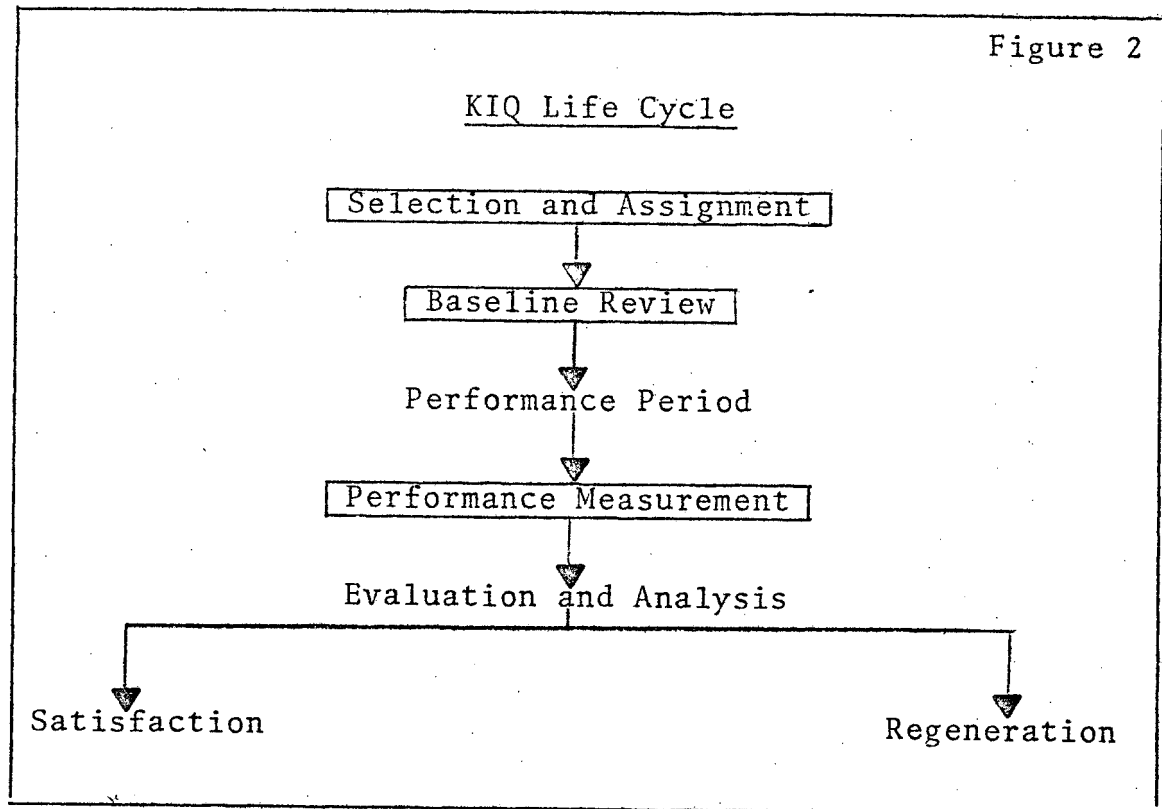 Figure 2
KIQ Life Cycle
Selection and Assignment
Baseline Review
Performance Period
Performance Measurement
Evaluation and Analysis
Satisfaction
Regeneration